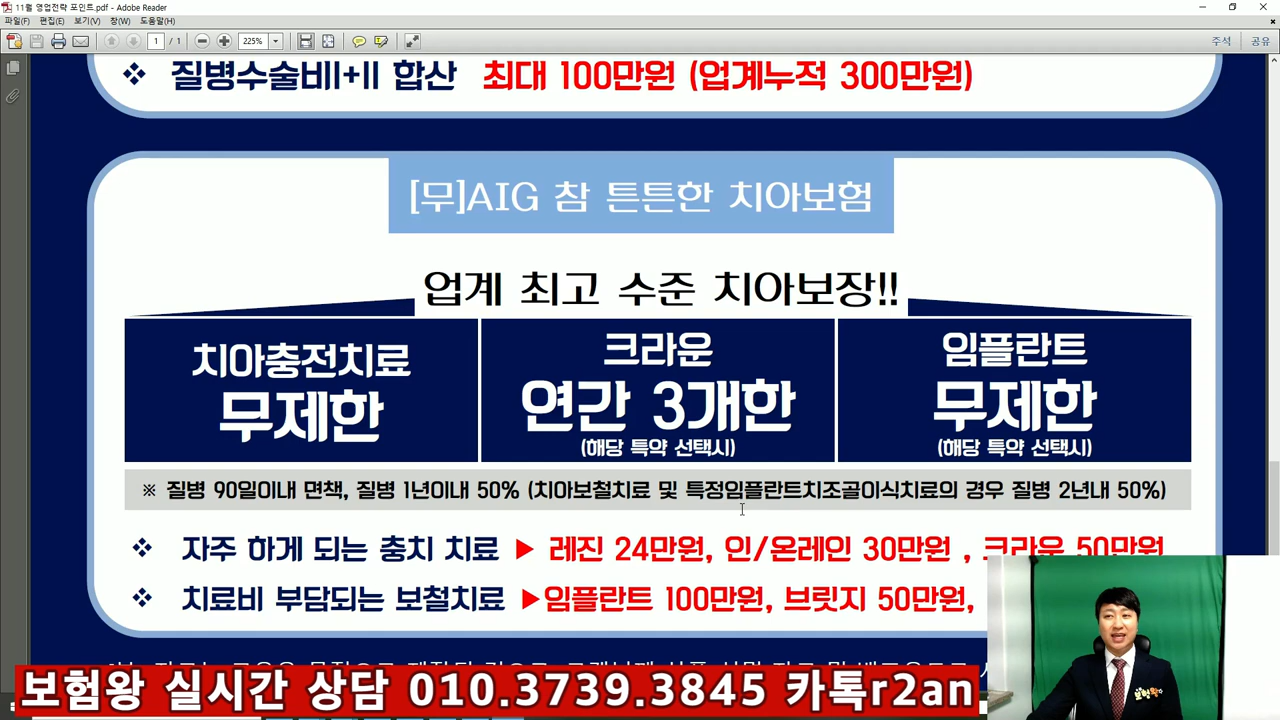 11월 영업전략 포인트.pdf - Adobe Reader
파일(F) 편집(E) 보기(V) 창(W) 도움말(H)
1 / 1 225% 주석 공유
❖ 질병수술비I+II 합산 최대 100만원 (업계누적 300만원)
[무]AIG 참 튼튼한 치아보험
업계 최고 수준 치아보장!!
치아충전치료
무제한
크라운
연간 3개한
(해당 특약 선택시)
임플란트
무제한
(해당 특약 선택시)
※ 질병 90일이내 면책, 질병 1년이내 50% (치아보철치료 및 특정임플란트치조골이식치료의 경우 질병 2년내 50%)
❖ 자주 하게 되는 충치 치료 ▶ 레진 24만원, 인/온레인 30만원 , 크라운 50만원
❖ 치료비 부담되는 보철치료 ▶임플란트 100만원, 브릿지 50만원,
보험왕 실시간 상담 010.3739.3845 카톡r2an